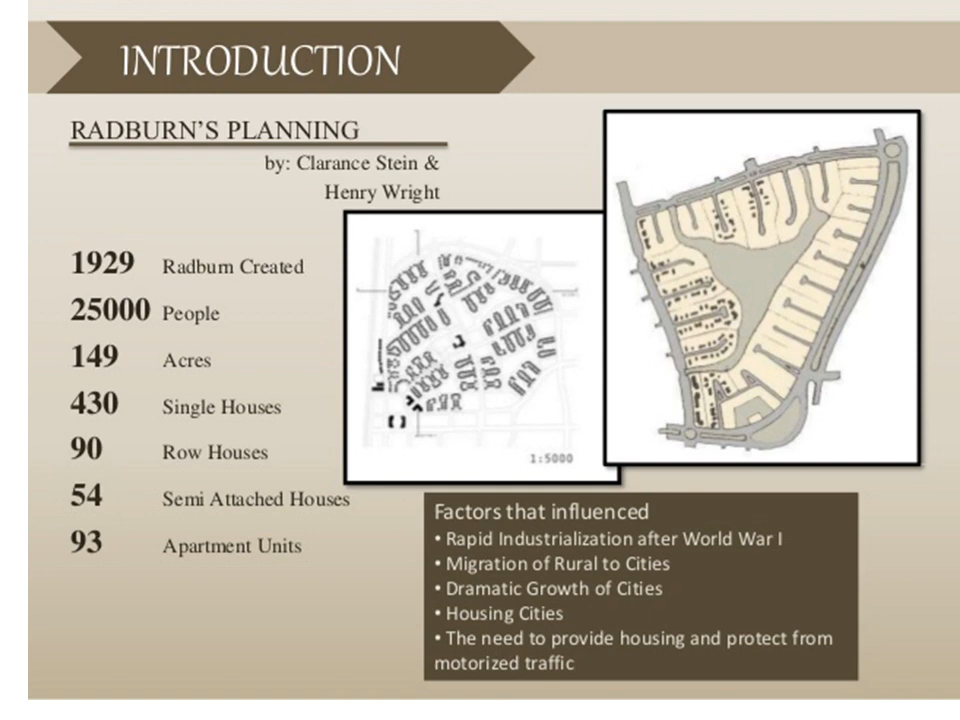 INTRODUCTION
RADBURN'S PLANNING
by: Clarance Stein &
Henry Wright
1929 Radburn Created
25000 People
149 Acres
430 Single Houses
90 Row Houses
54 Semi Attached Houses
93 Apartment Units
1:5000
Factors that influenced
• Rapid Industrialization after World War I
• Migration of Rural to Cities
• Dramatic Growth of Cities
• Housing Cities
• The need to provide housing and protect from
motorized traffic